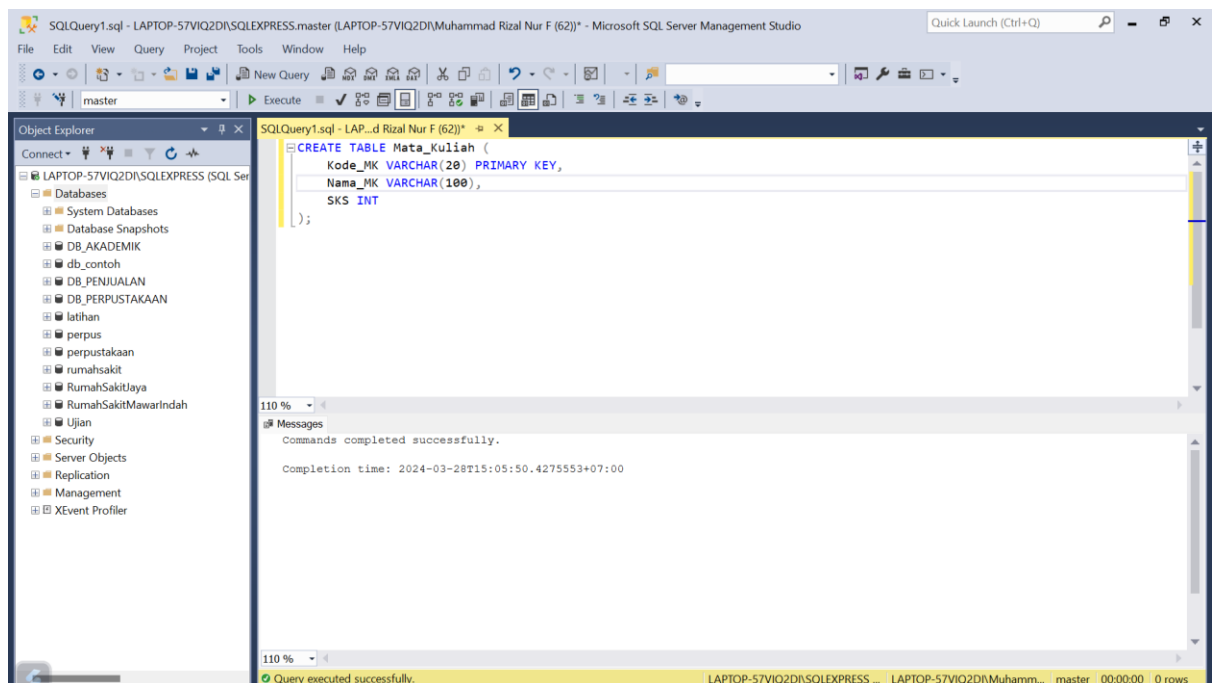 SQLQuery1.sql - LAPTOP-57VIQ2DI\SQLEXPRESS.master (LAPTOP-57VIQ2DI\Muhammad Rizal Nur F (62))* - Microsoft SQL Server Management Studio
Quick Launch (Ctrl+Q)
File Edit View Query Project Tools Window Help
New Query
master
Execute
Object Explorer
Connect
LAPTOP-57VIQ2DI\SQLEXPRESS (SQL Ser
Databases
System Databases
Database Snapshots
DB_AKADEMIK
db_contoh
DB_PENJUALAN
DB_PERPUSTAKAAN
latihan
perpus
perpustakaan
rumahsakit
RumahSakitJaya
RumahSakitMawarIndah
Ujian
Security
Server Objects
Replication
Management
XEvent Profiler
SQLQuery1.sql - LAP...d Rizal Nur F (62))*
CREATE TABLE Mata_Kuliah (
Kode_MK VARCHAR(20) PRIMARY KEY,
Nama_MK VARCHAR(100),
SKS INT
);
110 %
Messages
Commands completed successfully.
Completion time: 2024-03-28T15:05:50.4275553+07:00
110 %
Query executed successfully.
LAPTOP-57VIQ2DI\SQLEXPRESS ... LAPTOP-57VIQ2DI\Muhamm... master 00:00:00 0 rows